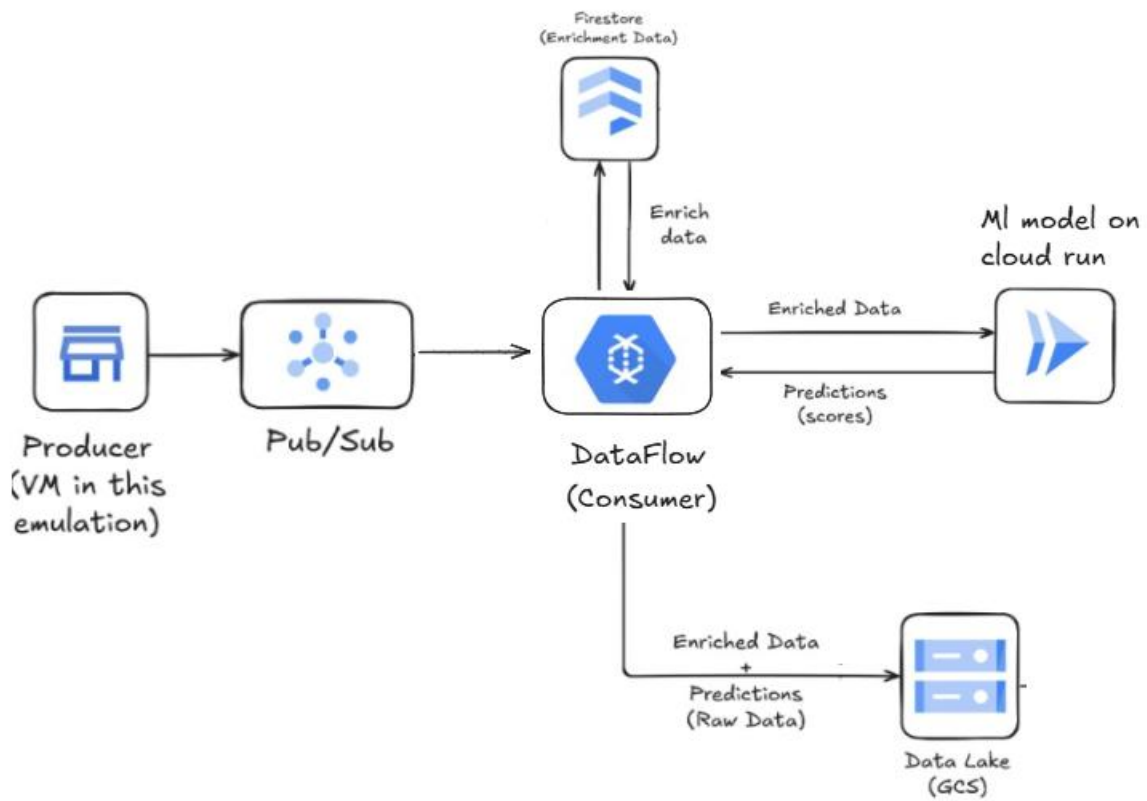 Firestore
(Enrichment Data)
Enrich
data
Ml model on
cloud run
Enriched Data
Predictions
(scores)
Producer
(VM in this
emulation)
Pub/Sub
DataFlow
(Consumer)
Enriched Data
+
Predictions
(Raw Data)
Data Lake
(GCS)